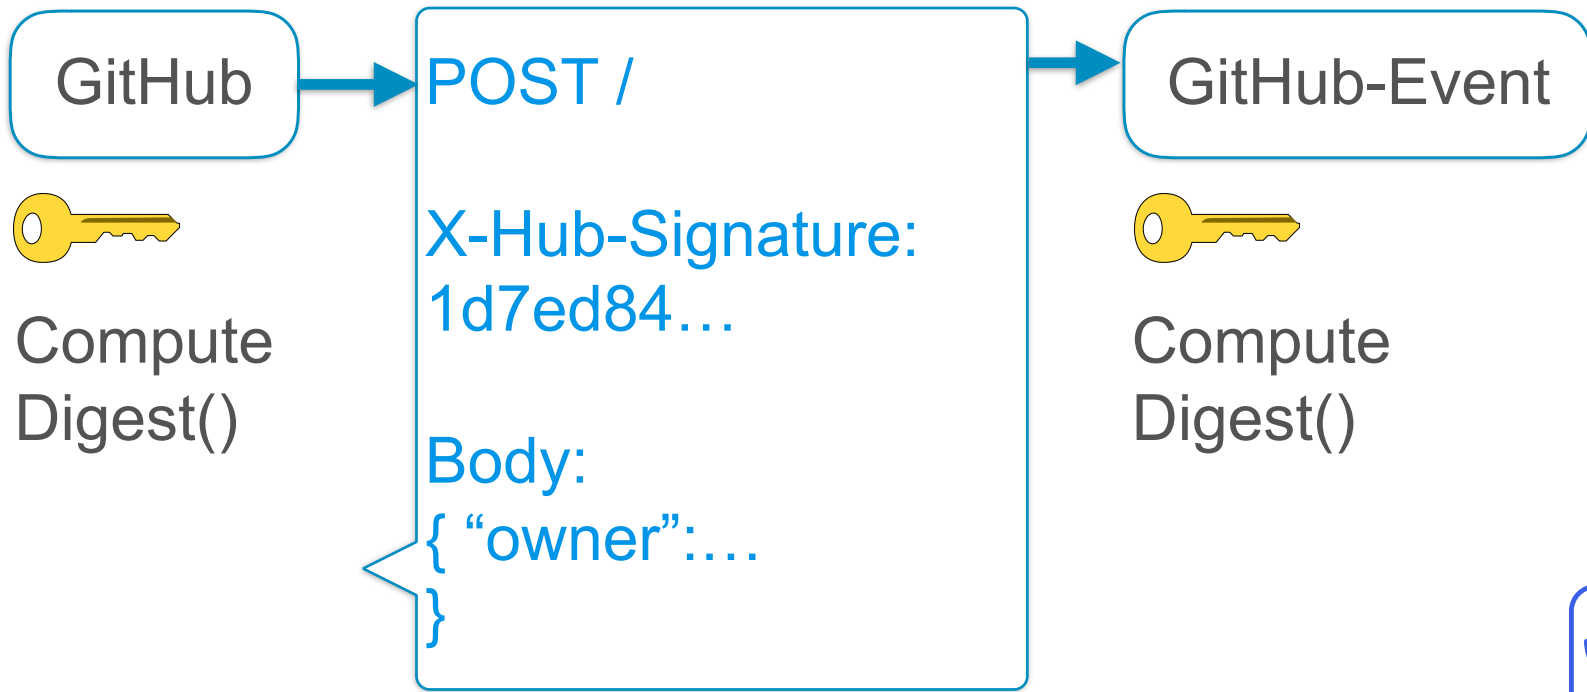 GitHub
POST /
GitHub-Event
X-Hub-Signature:
1d7ed84…
Compute
Digest()
Body:
{ “owner”:…
}
Compute
Digest()